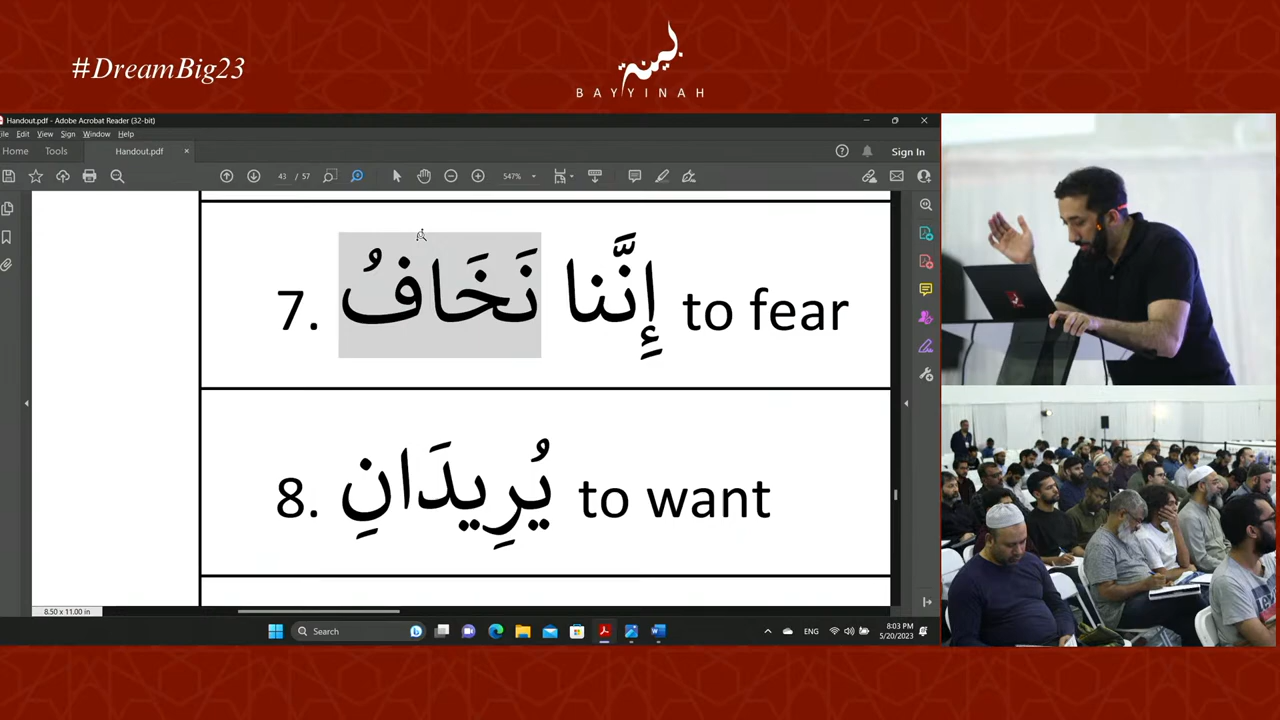 #DreamBig23
لبينة
BAYYINAH
Handout.pdf - Adobe Acrobat Reader (32-bit)
ile Edit View Sign Window Help
Home Tools Handout.pdf × Sign In
43 / 57 547%
7. إِنَّنا نَخَافُ to fear
8. يُرِيدَانِ to want
8.50 x 11.00 in
Search
ENG
8:03 PM
5/20/2023